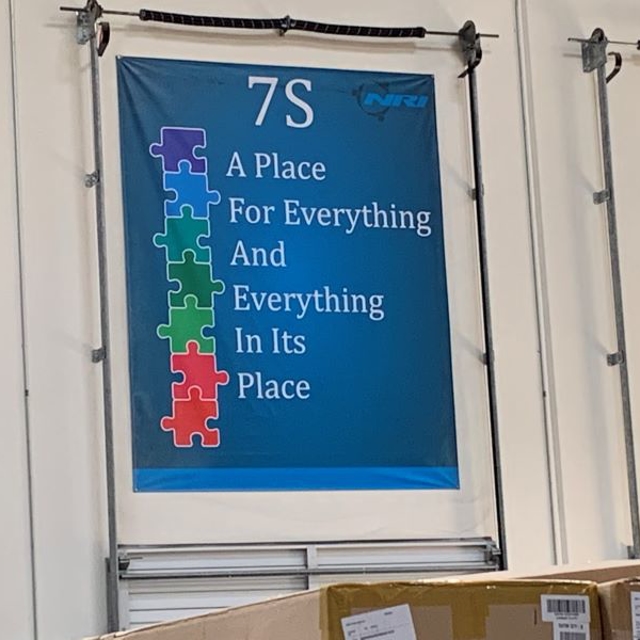 7S
NRI
A Place
For Everything
And
Everything
In Its
Place